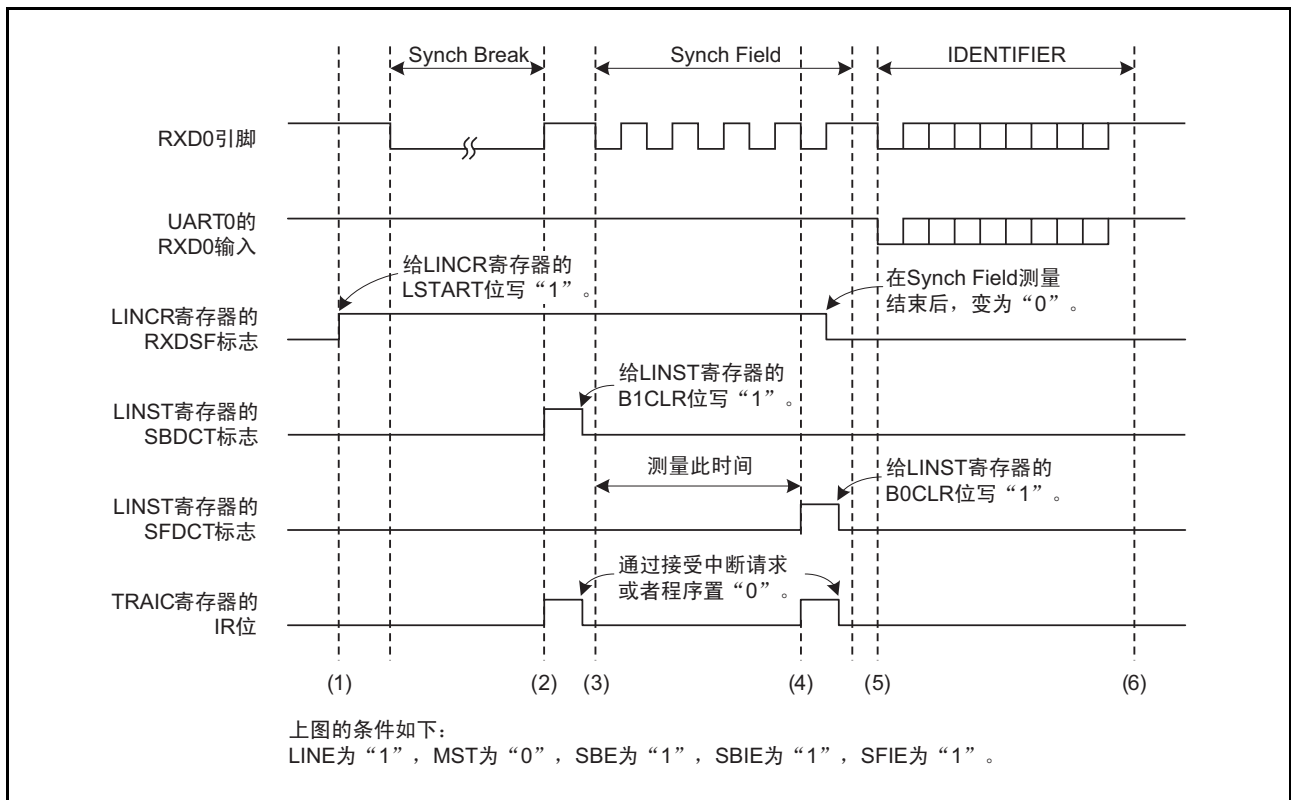 Synch Break
Synch Field
IDENTIFIER
RXD0引脚
UART0的
RXD0输入
给LINCR寄存器的
LSTART位写“1”。
在Synch Field测量
结束后，变为“0”。
LINCR寄存器的
RXDSF标志
给LINST寄存器的
B1CLR位写“1”。
LINST寄存器的
SBDCT标志
测量此时间
给LINST寄存器的
B0CLR位写“1”。
LINST寄存器的
SFDCT标志
通过接受中断请求
或者程序置“0”。
TRAIC寄存器的
IR位
(1) (2) (3) (4) (5) (6)
上图的条件如下：
LINE为“1”，MST为“0”，SBE为“1”，SBIE为“1”，SFIE为“1”。